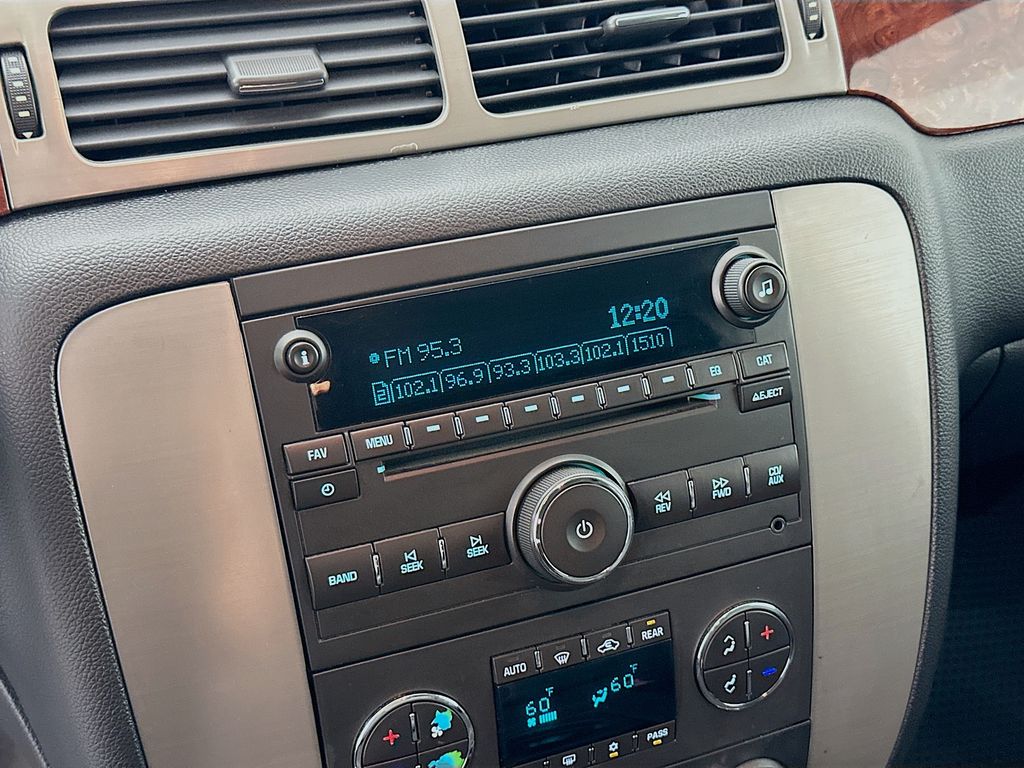 12:20
FM 95.3
2 102.1 96.9 93.3 103.3 102.1 1510
FAV MENU EQ CAT
EJECT
BAND SEEK SEEK REV FWD CD/AUX
AUTO REAR
60°F 60°F
PASS